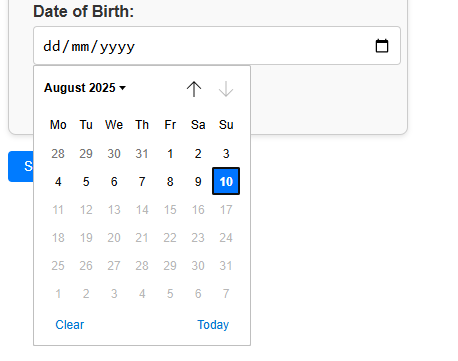 Date of Birth:
dd/mm/yyyy
August 2025
Mo Tu We Th Fr Sa Su
28 29 30 31 1 2 3
4 5 6 7 8 9 10
11 12 13 14 15 16 17
18 19 20 21 22 23 24
25 26 27 28 29 30 31
1 2 3 4 5 6 7
Clear Today